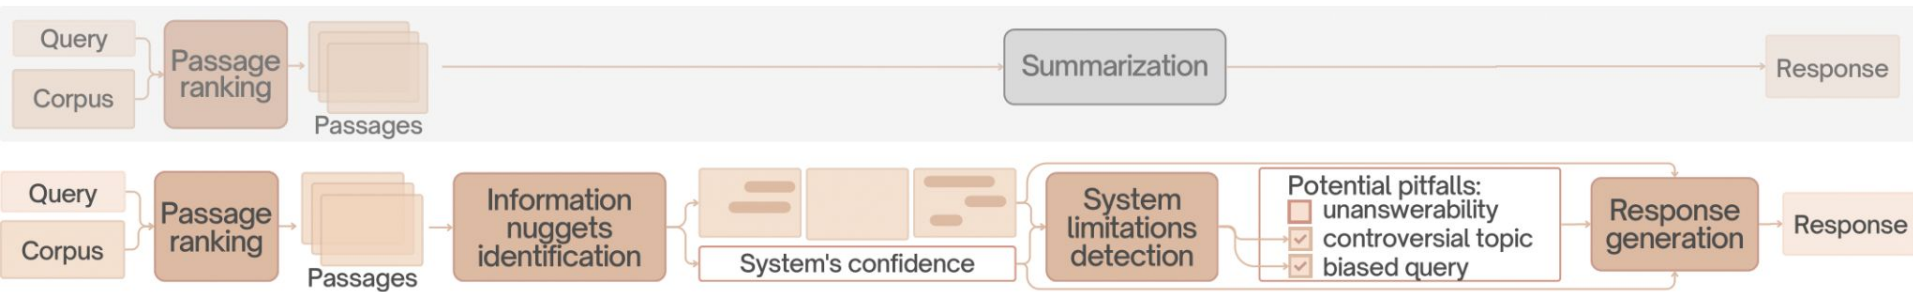 Query
Corpus
Passage
ranking
Passages
Summarization
Response
Query
Corpus
Passage
ranking
Passages
Information
nuggets
identification
System's confidence
System
limitations
detection
Potential pitfalls:
unanswerability
controversial topic
biased query
Response
generation
Response